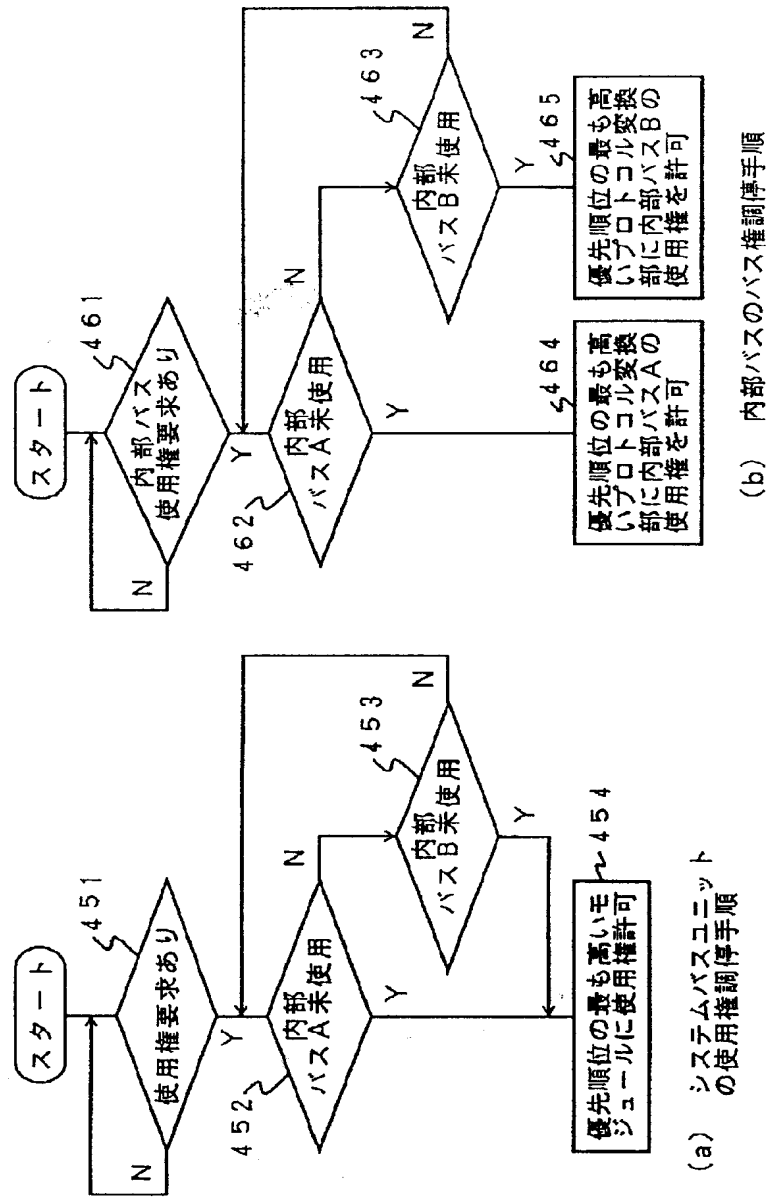 スタート
451
使用権要求あり
N
Y
452
内部
バスA未使用
N
Y
453
内部
バスB未使用
N
Y
454
優先順位の最も高いモ
ジュールに使用権許可
(a) システムバスユニット
の使用権調停手順
スタート
461
内部バス
使用権要求あり
N
Y
462
内部
バスA未使用
N
Y
463
内部
バスB未使用
N
Y
464
優先順位の最も高
いプロトコル変換
部に内部バスAの
使用権を許可
465
優先順位の最も高
いプロトコル変換
部に内部バスBの
使用権を許可
(b) 内部バスのバス権調停手順